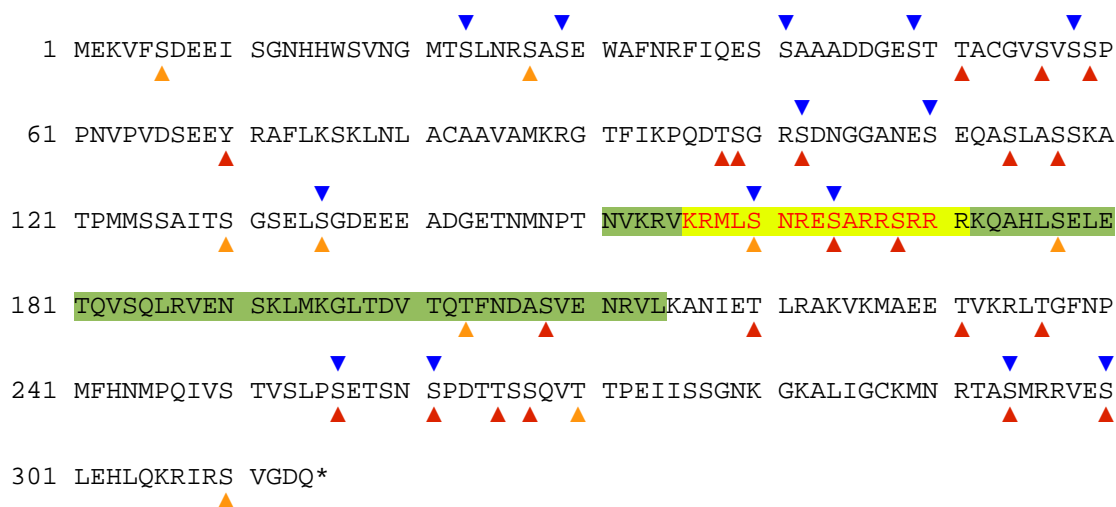 1 MEKVFSDEEI SGNHHWSVNG MTSLNRSASE WAFNRFIQES SAAADDGEST TACGVSVSSP
61 PNVPVDSEEY RAFLKSKLNL ACAAVAMKRG TFIKPQDTSG RSDNGGANES EQASLASSKA
121 TPMMSSAITS GSELSGDEEE ADGETNMNPT NVKRVKRMLS NRESARRSRR RKQAHLSELE
181 TQVSQLRVEN SKLMKGLTDV TQTFNDASVE NRVLKANIET LRAKVKMAEE TVKRLTGFNP
241 MFHNMPQIVS TVSLPSETSN SPDTTSSQVT TPEIISSGNK GKALIGCKMN RTASMRRVES
301 LEHLQKRIRS VGDQ*